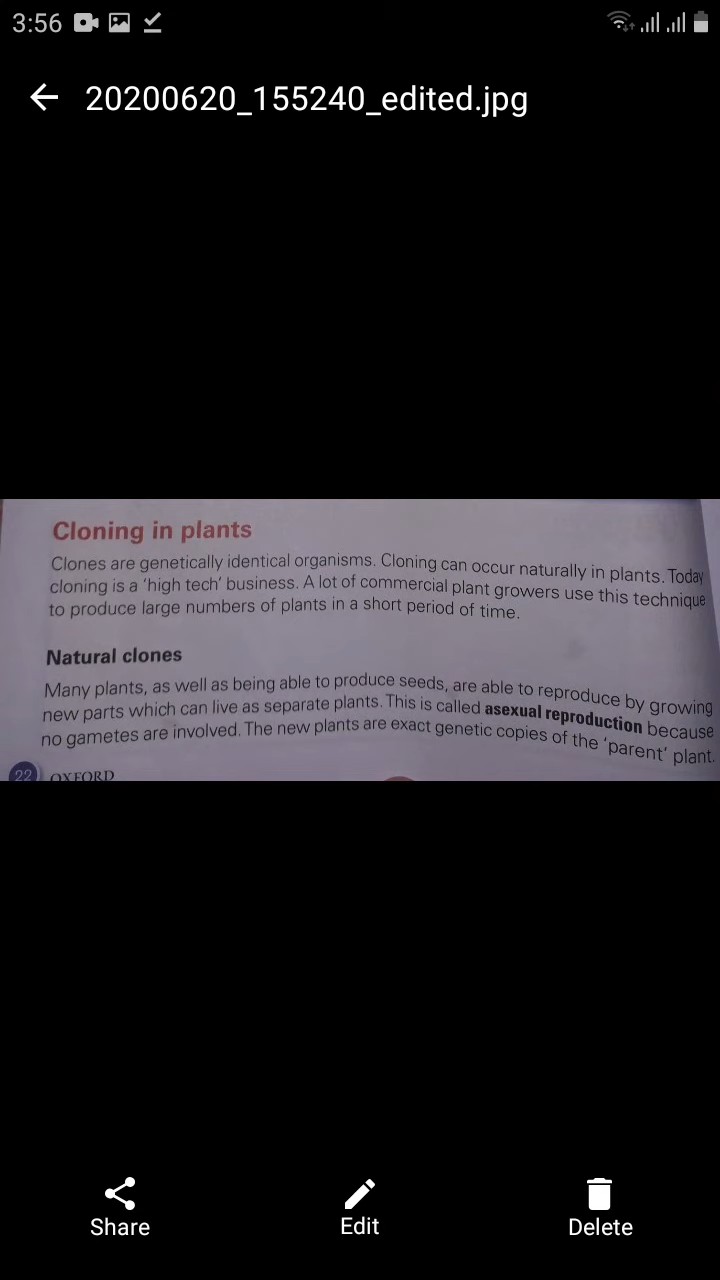 3:56
20200620_155240_edited.jpg
Cloning in plants
Clones are genetically identical organisms. Cloning can occur naturally in plants. Today
cloning is a 'high tech' business. A lot of commercial plant growers use this technique
to produce large numbers of plants in a short period of time.
Natural clones
Many plants, as well as being able to produce seeds, are able to reproduce by growing
new parts which can live as separate plants. This is called asexual reproduction because
no gametes are involved. The new plants are exact genetic copies of the 'parent' plant.
22 OXFORD
Share Edit Delete